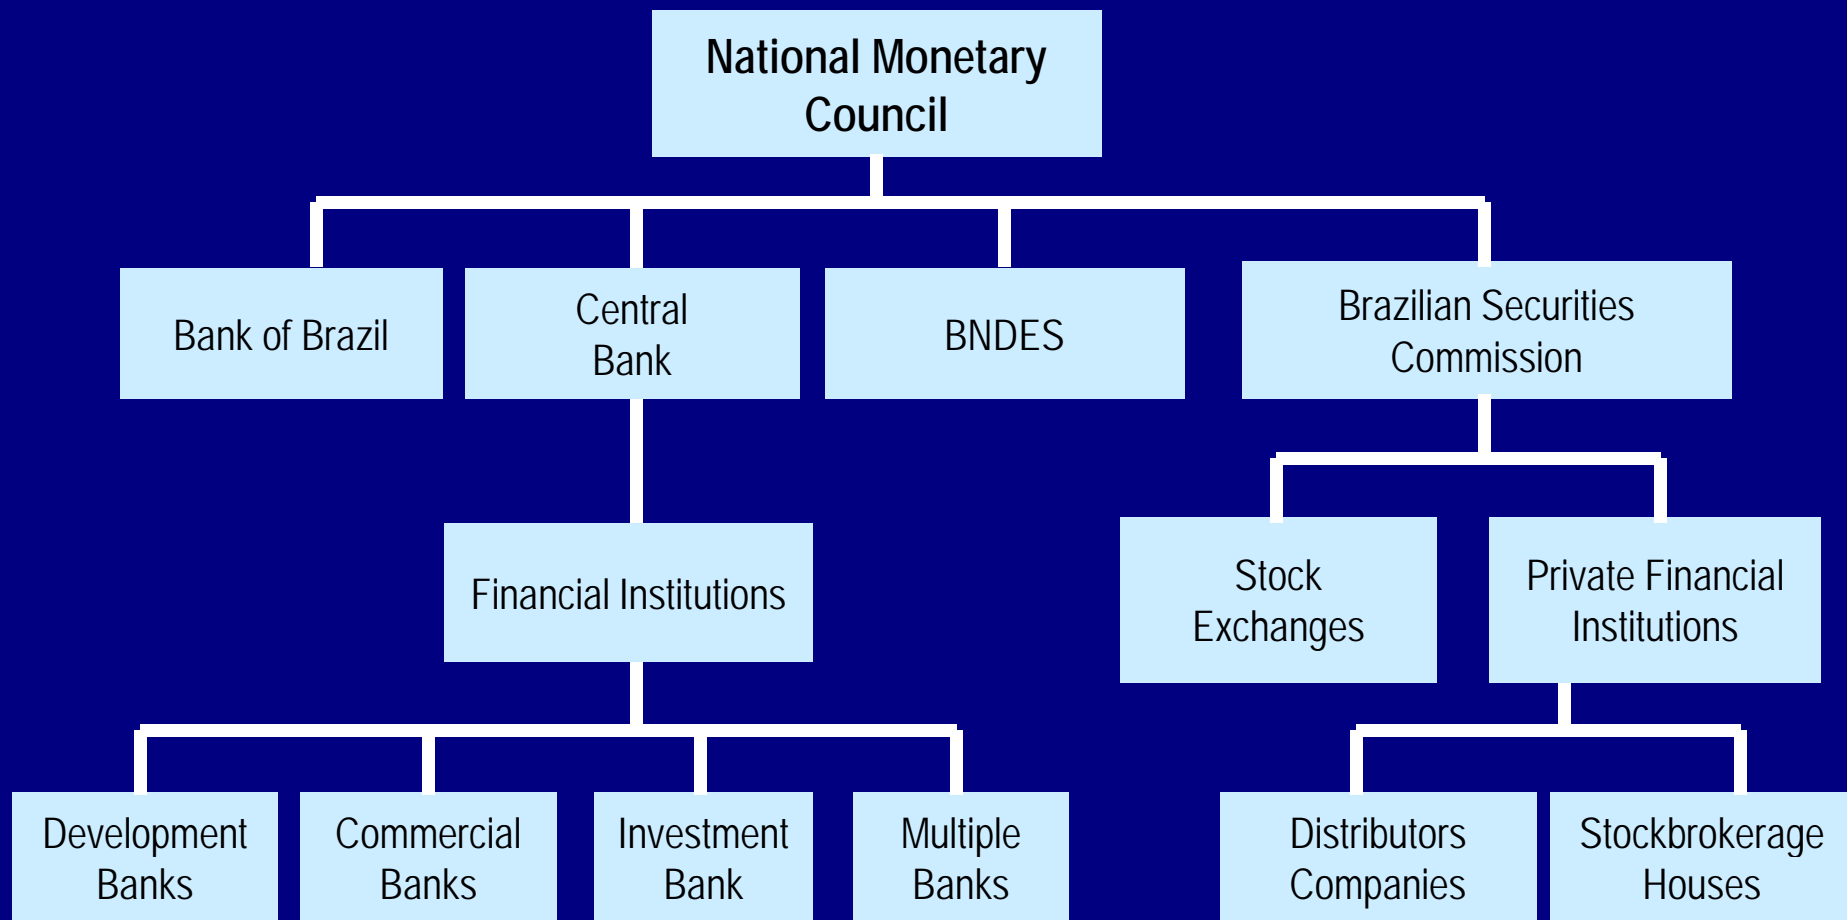 National Monetary
Council
Bank of Brazil
Central
Bank
BNDES
Brazilian Securities
Commission
Financial Institutions
Stock
Exchanges
Private Financial
Institutions
Development
Banks
Commercial
Banks
Investment
Bank
Multiple
Banks
Distributors
Companies
Stockbrokerage
Houses